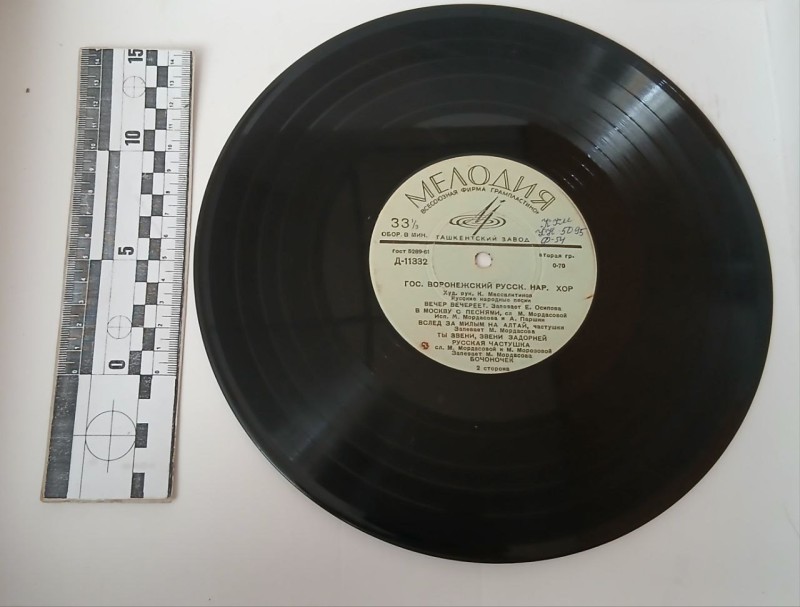 15
10
5
0
МЕЛОДИЯ
ВСЕСОЮЗНАЯ ФИРМА ГРАМПЛАСТИНОК
33⅓
ОБОР. В МИН.
ТАШКЕНТСКИЙ ЗАВОД
5095
Ф-54
ГОСТ 5289-61
Д-11332
вторая гр.
0-70
ГОС. ВОРОНЕЖСКИЙ РУССК. НАР. ХОР
Худ. рук. К. Массалитинов
Русские народные песни
ВЕЧЕР ВЕЧЕРЕЕТ. Запевает Е. Осипова
В МОСКВУ С ПЕСНЯМИ, сл М. Мордасовой
Исп. М. Мордасова и А. Паршин
ВСЛЕД ЗА МИЛЫМ НА АЛТАЙ, частушки
Запевает М. Мордасова
ТЫ ЗВЕНИ, ЗВЕНИ ЗАДОРНЕЙ
РУССКАЯ ЧАСТУШКА
сл. М. Мордасовой и М. Морозовой
Запевает М. Мордасова
БОЧОНОЧЕК
2 сторона